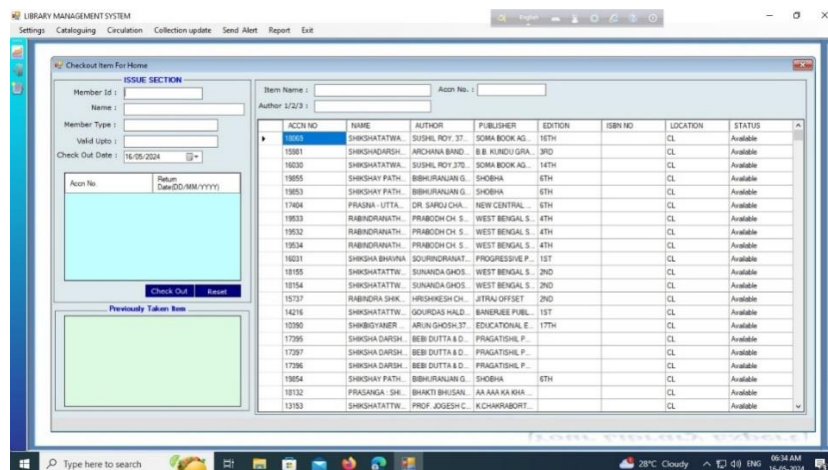 LIBRARY MANAGEMENT SYSTEM
English
Settings Cataloguing Circulation Collection update Send Alert Report Exit
Checkout Item For Home
ISSUE SECTION
Member Id :
Name :
Member Type :
Valid Upto :
Check Out Date : 16/05/2024
Accn No. Return Date(DD/MM/YYYY)
Check Out Reset
Previously Taken Item
Item Name : Accn No. :
Author 1/2/3 :
ACCN NO NAME AUTHOR PUBLISHER EDITION ISBN NO LOCATION STATUS
SHIKSHATATWA... SUSHIL ROY, 37... SOMA BOOK AG... 16TH CL Available
15981 SHIKSHADARSH... ARCHANA BAND... B.B. KUNDU GRA... 3RD CL Available
16030 SHIKSHATATWA... SUSHIL ROY,370... SOMA BOOK AG... 14TH CL Available
19855 SHIKSHAY PATH... BIBHURANJAN G... SHOBHA 6TH CL Available
19853 SHIKSHAY PATH... BIBHURANJAN G... SHOBHA 6TH CL Available
17404 PRASNA - UTTA... DR. SAROJ CHA... NEW CENTRAL ... 6TH CL Available
19533 RABINDRANATH... PRABODH CH. S... WEST BENGAL S... 4TH CL Available
19532 RABINDRANATH... PRABODH CH. S... WEST BENGAL S... 4TH CL Available
19534 RABINDRANATH... PRABODH CH. S... WEST BENGAL S... 4TH CL Available
16031 SHIKSHA BHAVNA SOURINDRANAT... PROGRESSIVE P... 1ST CL Available
18155 SHIKSHATATTW... SUNANDA GHOS... WEST BENGAL S... 2ND CL Available
18154 SHIKSHATATTW... SUNANDA GHOS... WEST BENGAL S... 2ND CL Available
15737 RABINDRA SHIK... HRISHIKESH CH... JITRAJ OFFSET 2ND CL Available
14216 SHIKSHATATTW... GOURDAS HALD... BANERJEE PUBL... 1ST CL Available
10390 SHIKBIGYANER ... ARUN GHOSH,37... EDUCATIONAL E... 17TH CL Available
17395 SHIKSHA DARSH... BEBI DUTTA & D... PRAGATISHIL P... CL Available
17397 SHIKSHA DARSH... BEBI DUTTA & D... PRAGATISHIL P... CL Available
17396 SHIKSHA DARSH... BEBI DUTTA & D... PRAGATISHIL P... CL Available
19854 SHIKSHAY PATH... BIBHURANJAN G... SHOBHA 6TH CL Available
18132 PRASANGA : SHI... BHAKTI BHUSAN... AA AAA KA KHA ... CL Available
13153 SHIKSHATATTW... PROF. JOGESH C... K.CHAKRABORT... CL Available
Type here to search 28°C Cloudy ENG 06:34 AM
16-05-2024